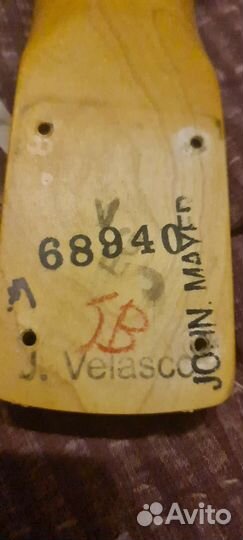 68940
JB
J. Velasco
JOHN. MAYER
Avito